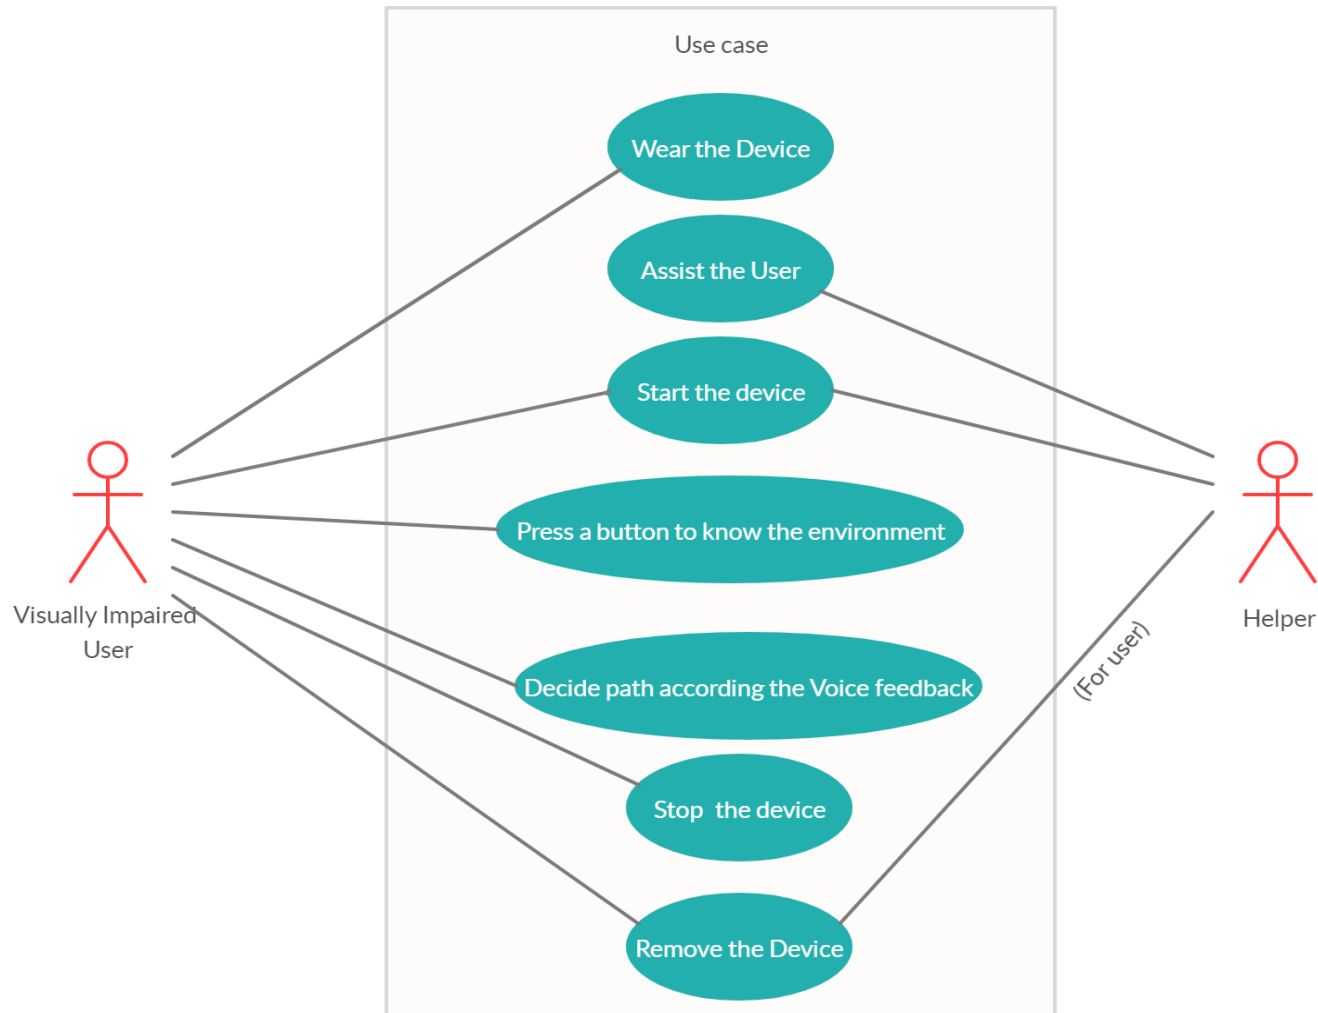 Use case
Wear the Device
Assist the User
Start the device
Press a button to know the environment
Visually Impaired
User
Helper
(For user)
Decide path according the Voice feedback
Stop  the device
Remove the Device